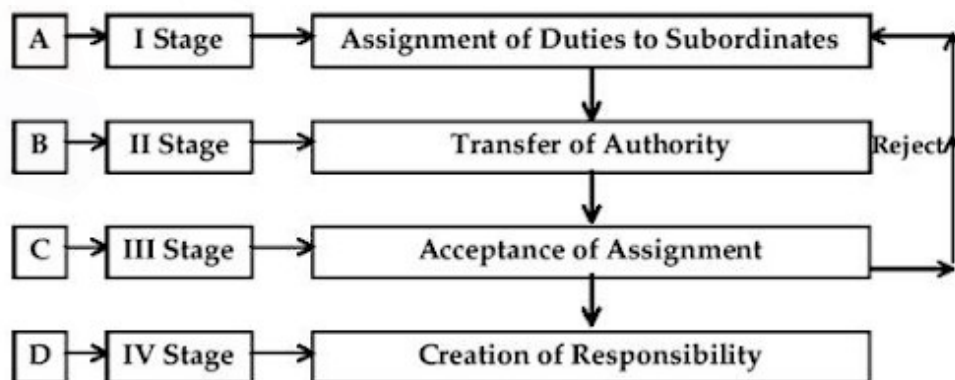 A I Stage Assignment of Duties to Subordinates
B II Stage Transfer of Authority Reject
C III Stage Acceptance of Assignment
D IV Stage Creation of Responsibility